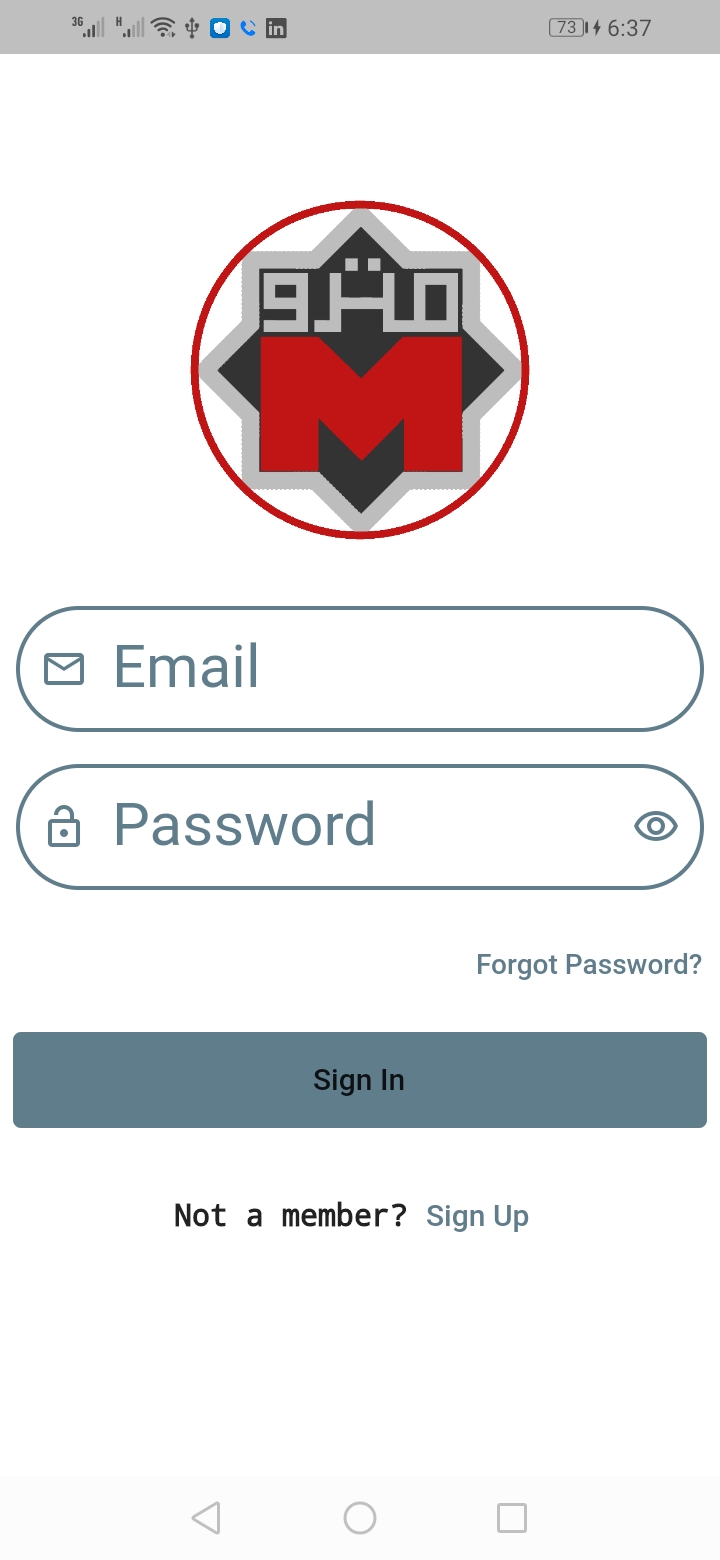 3G H 73 6:37
مترو
M
Email
Password
Forgot Password?
Sign In
Not a member? Sign Up